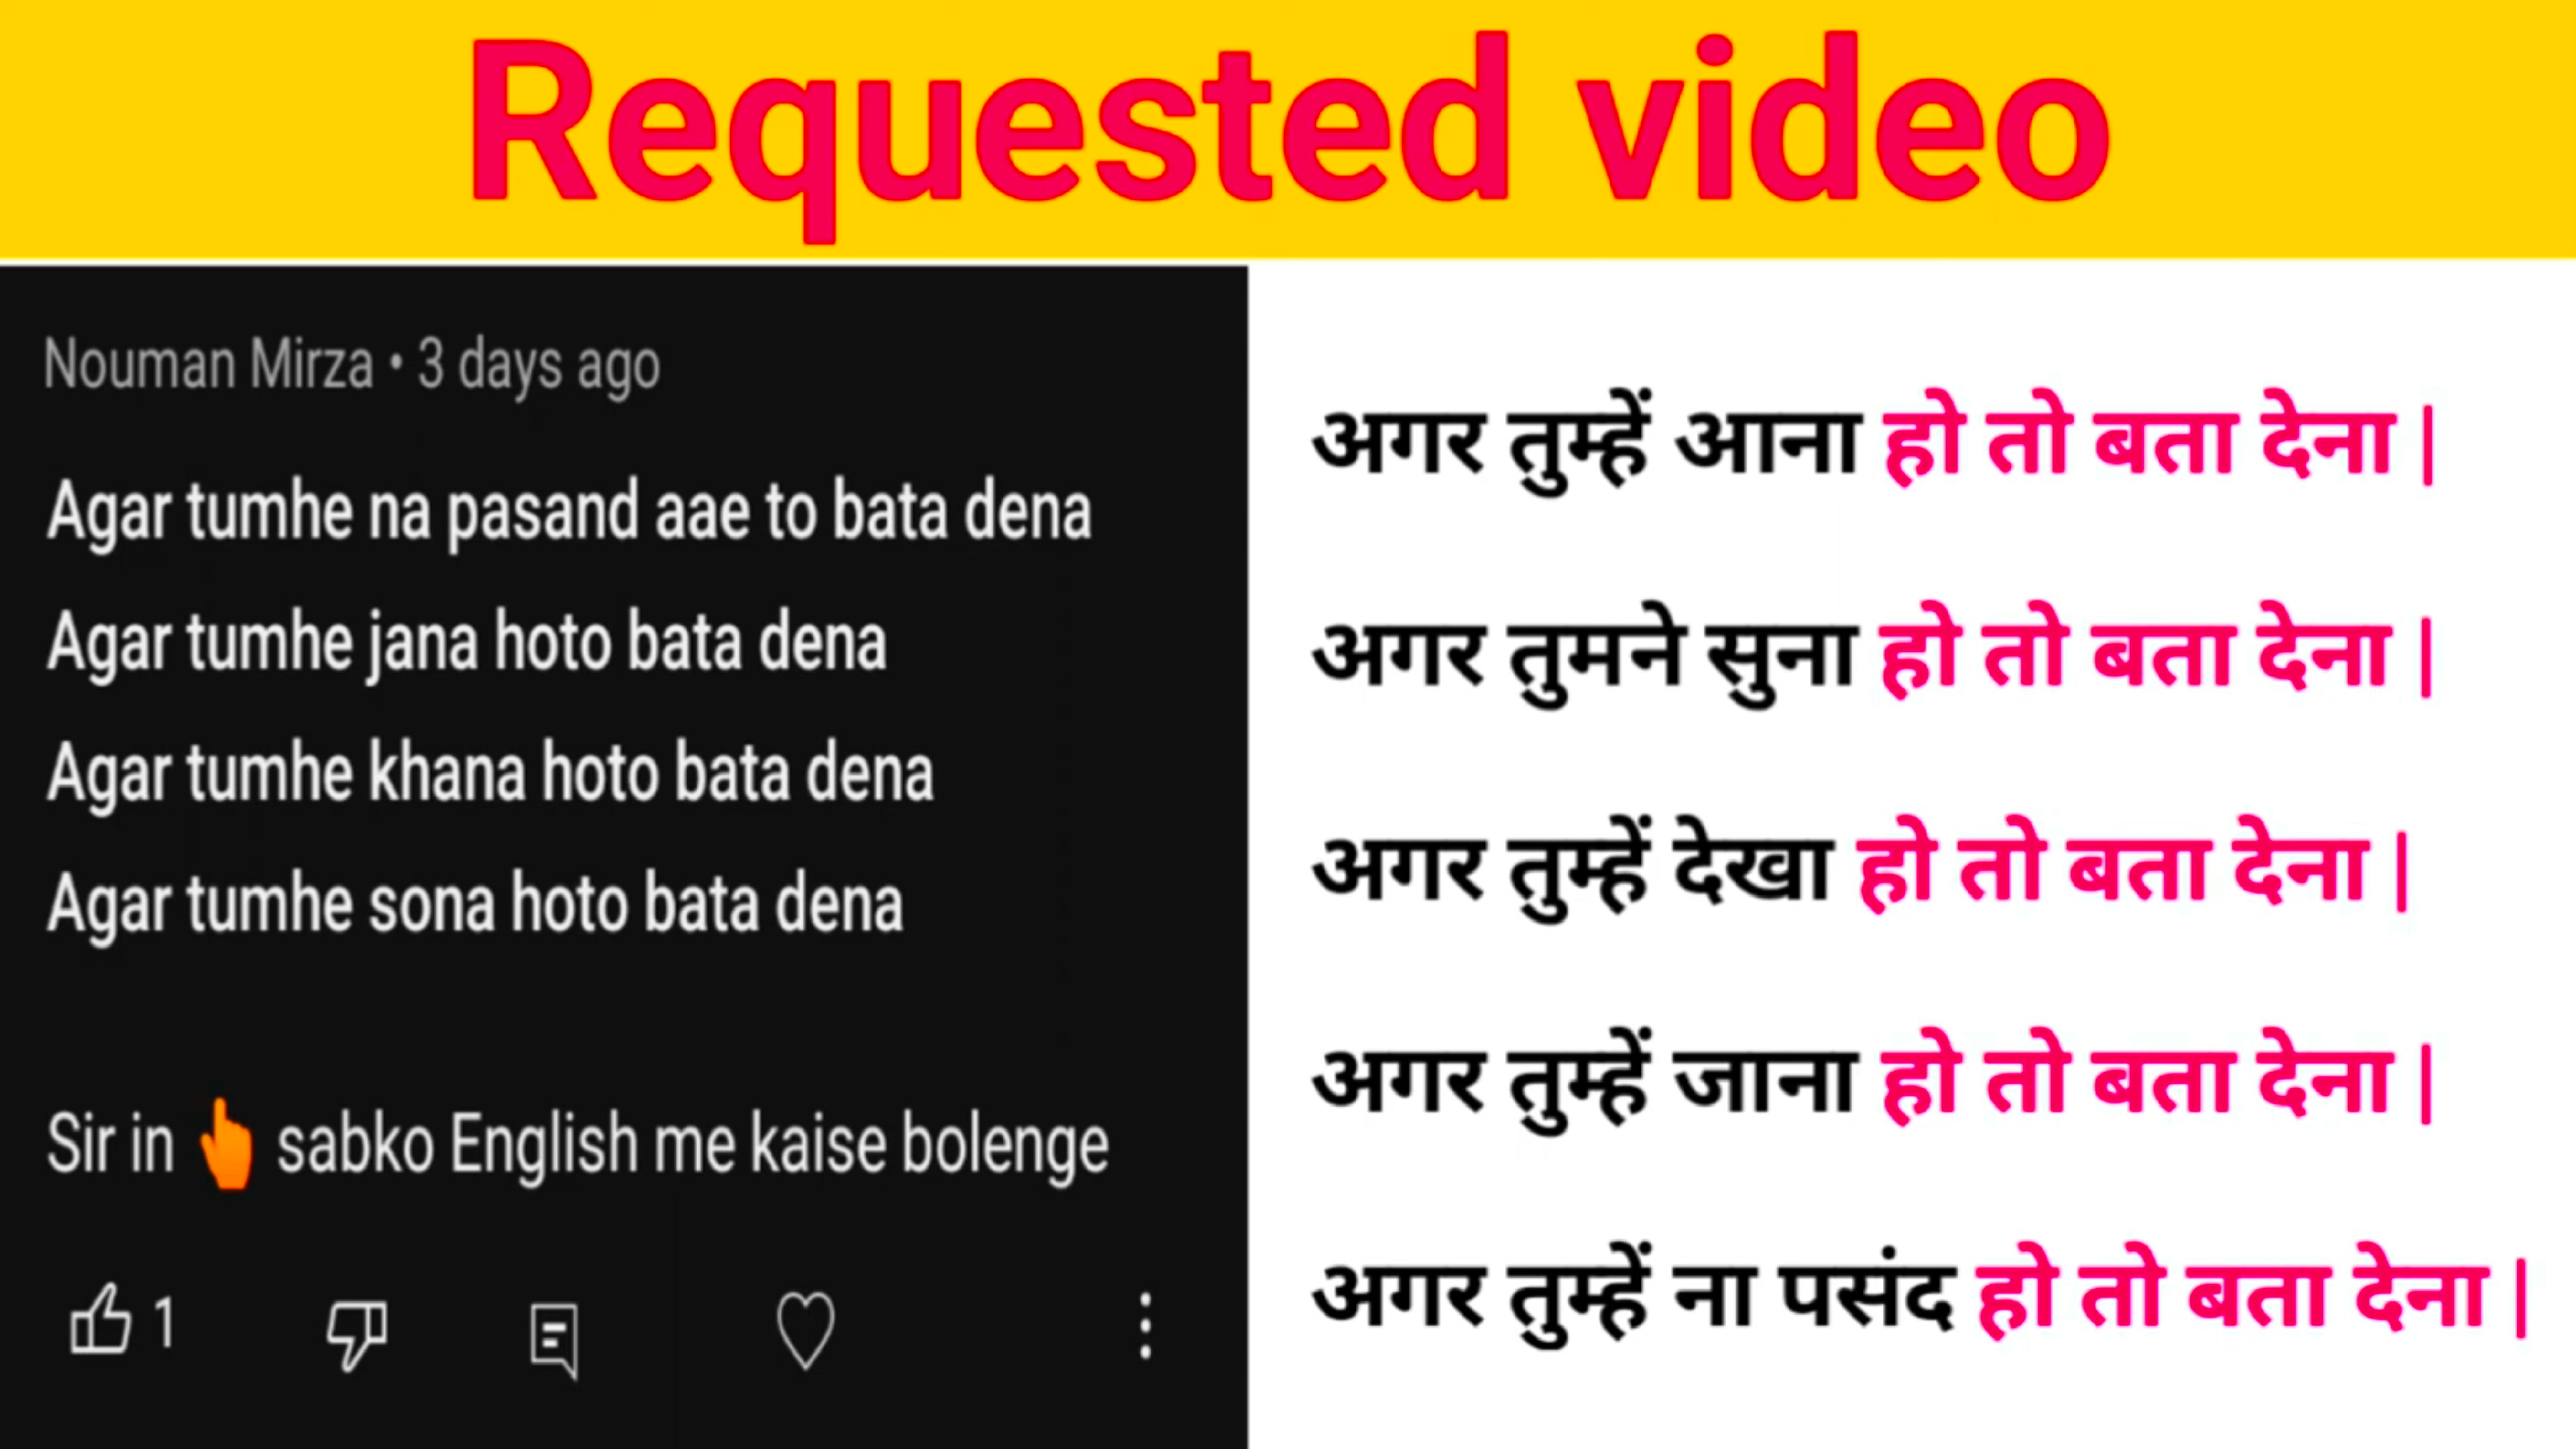 Requested video
Nouman Mirza • 3 days ago
Agar tumhe na pasand aae to bata dena
Agar tumhe jana hoto bata dena
Agar tumhe khana hoto bata dena
Agar tumhe sona hoto bata dena
Sir in 👆 sabko English me kaise bolenge
1
अगर तुम्हें आना हो तो बता देना |
अगर तुमने सुना हो तो बता देना |
अगर तुम्हें देखा हो तो बता देना |
अगर तुम्हें जाना हो तो बता देना |
अगर तुम्हें ना पसंद हो तो बता देना |